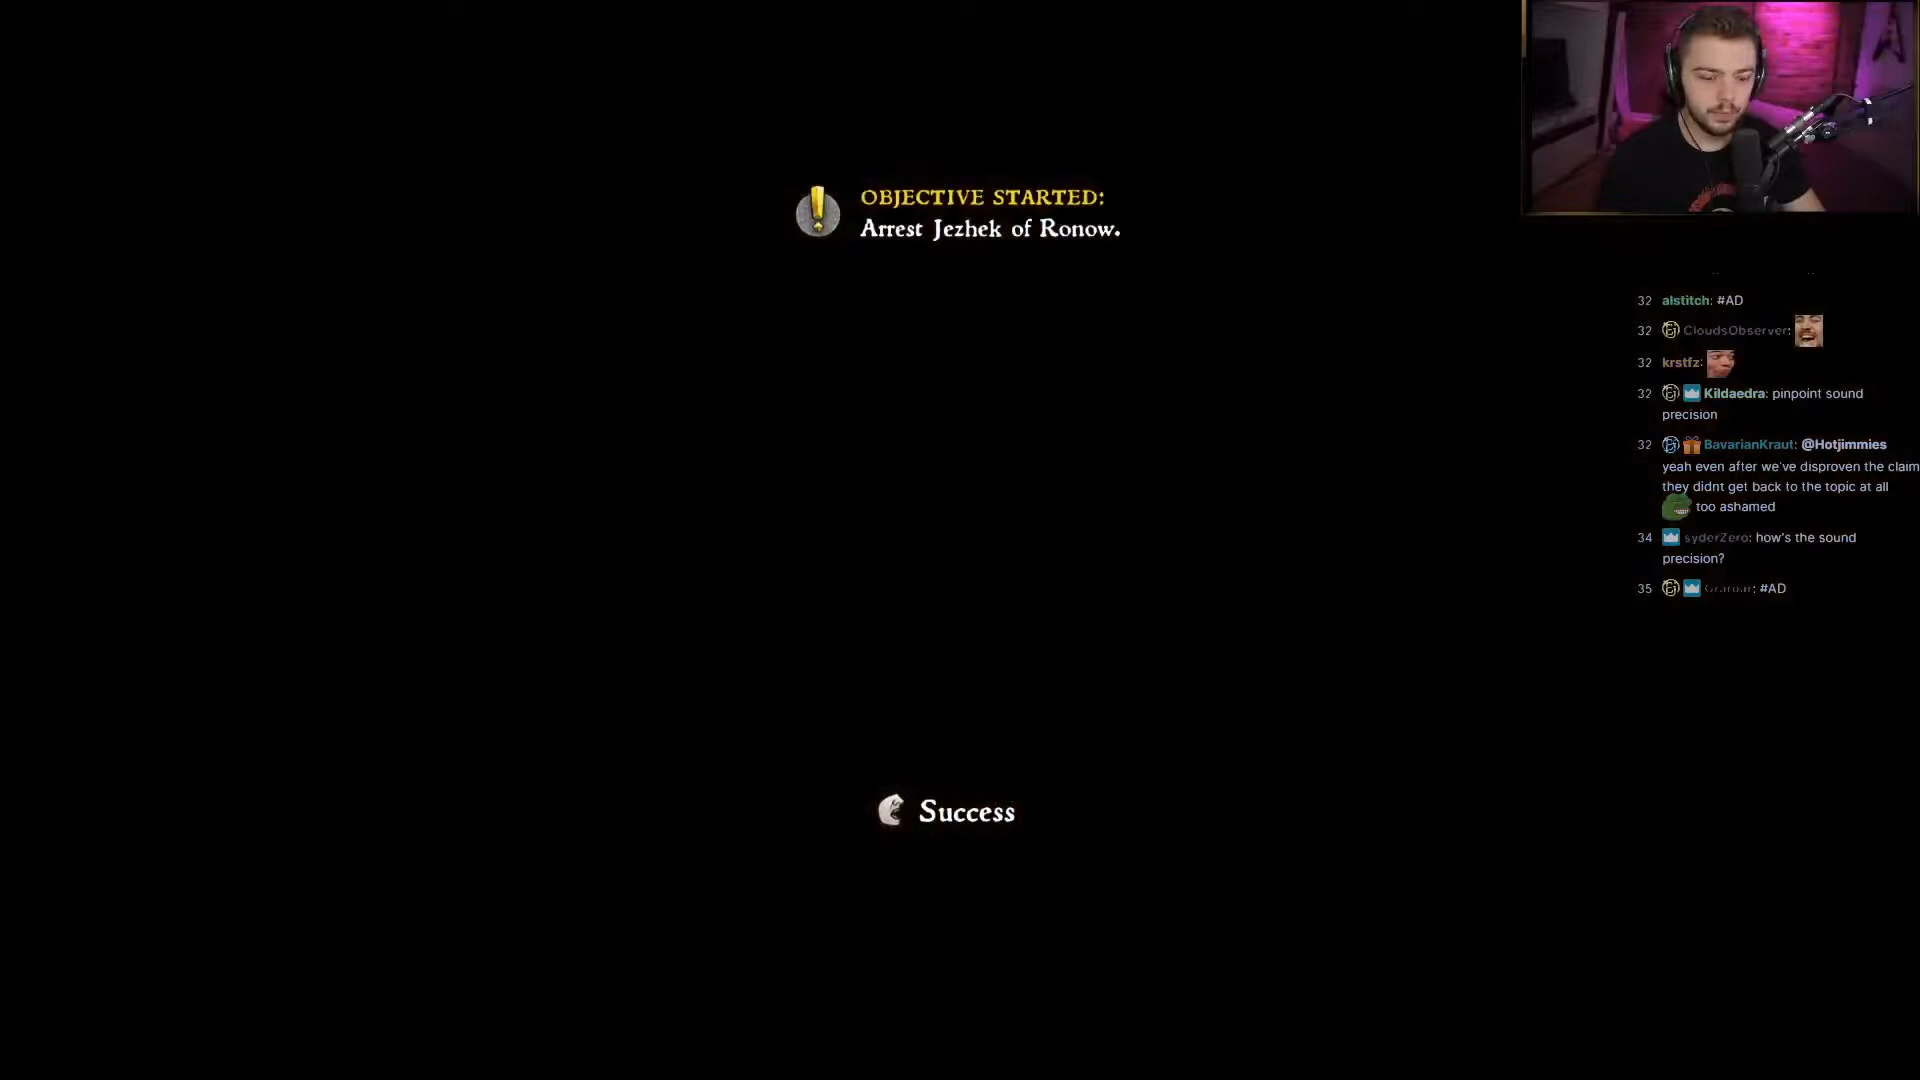 OBJECTIVE STARTED:
Arrest Jezhek of Ronow.
32 alstitch: #AD
32 CloudsObserver:
32 krstfz:
32 Kildaedra: pinpoint sound
precision
32 BavarianKraut: @Hotjimmies
yeah even after we've disproven the claim
they didnt get back to the topic at all
too ashamed
34 syderZero: how's the sound
precision?
35 #AD
Success